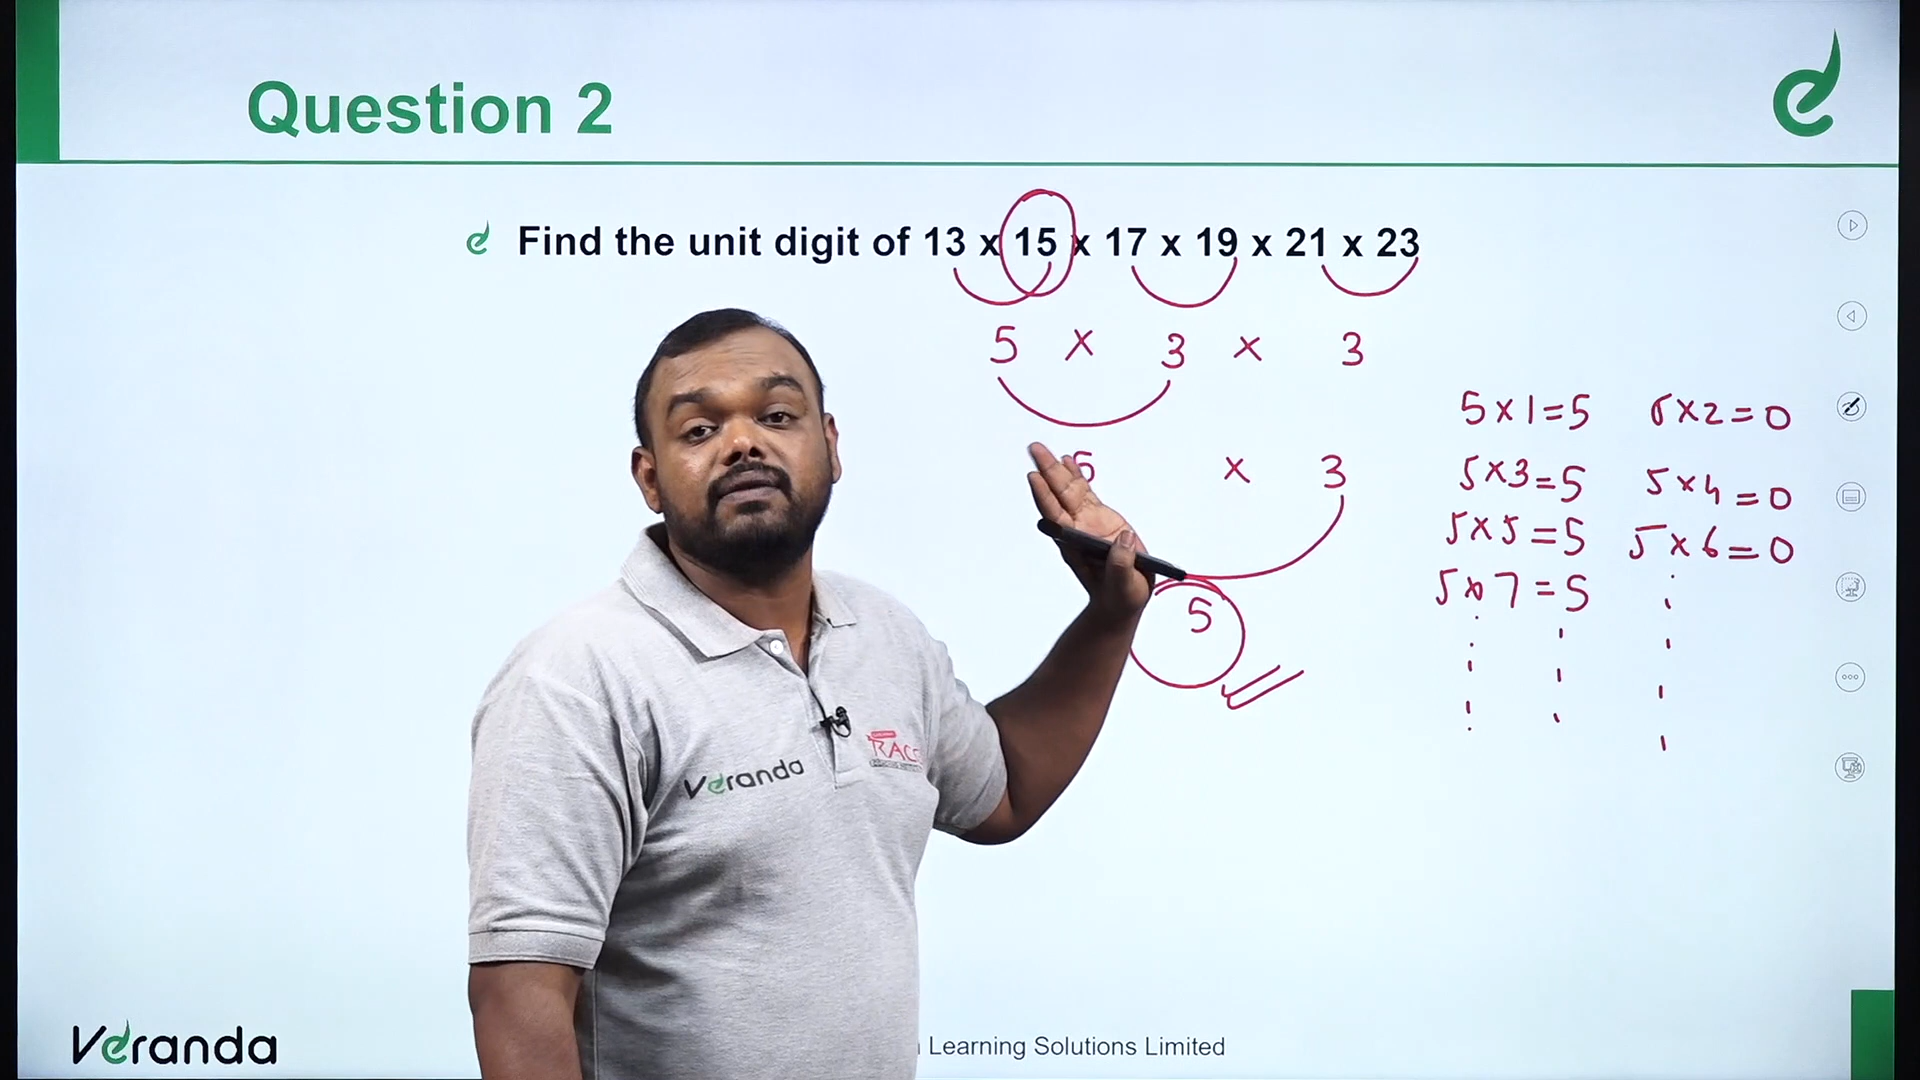 Question 2
Find the unit digit of 13 x 15 x 17 x 19 x 21 x 23
5 x 3 x 3
5 x 3
5
5x1=5 5x2=0
5x3=5 5x4=0
5x5=5 5x6=0
5x7=5
Veranda
RACE
Veranda
Learning Solutions Limited